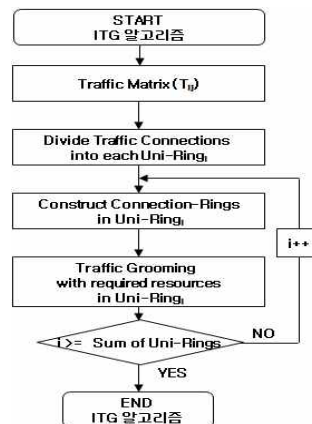 START
ITG 알고리즘
Traffic Matrix(Tij)
Divide Traffic Connections
into each Uni-Ringi
Construct Connection-Rings
in Uni-Ringi
i++
Traffic Grooming
with required resources
in Uni-Ringi
i >= Sum of Uni-Rings
NO
YES
END
ITG 알고리즘